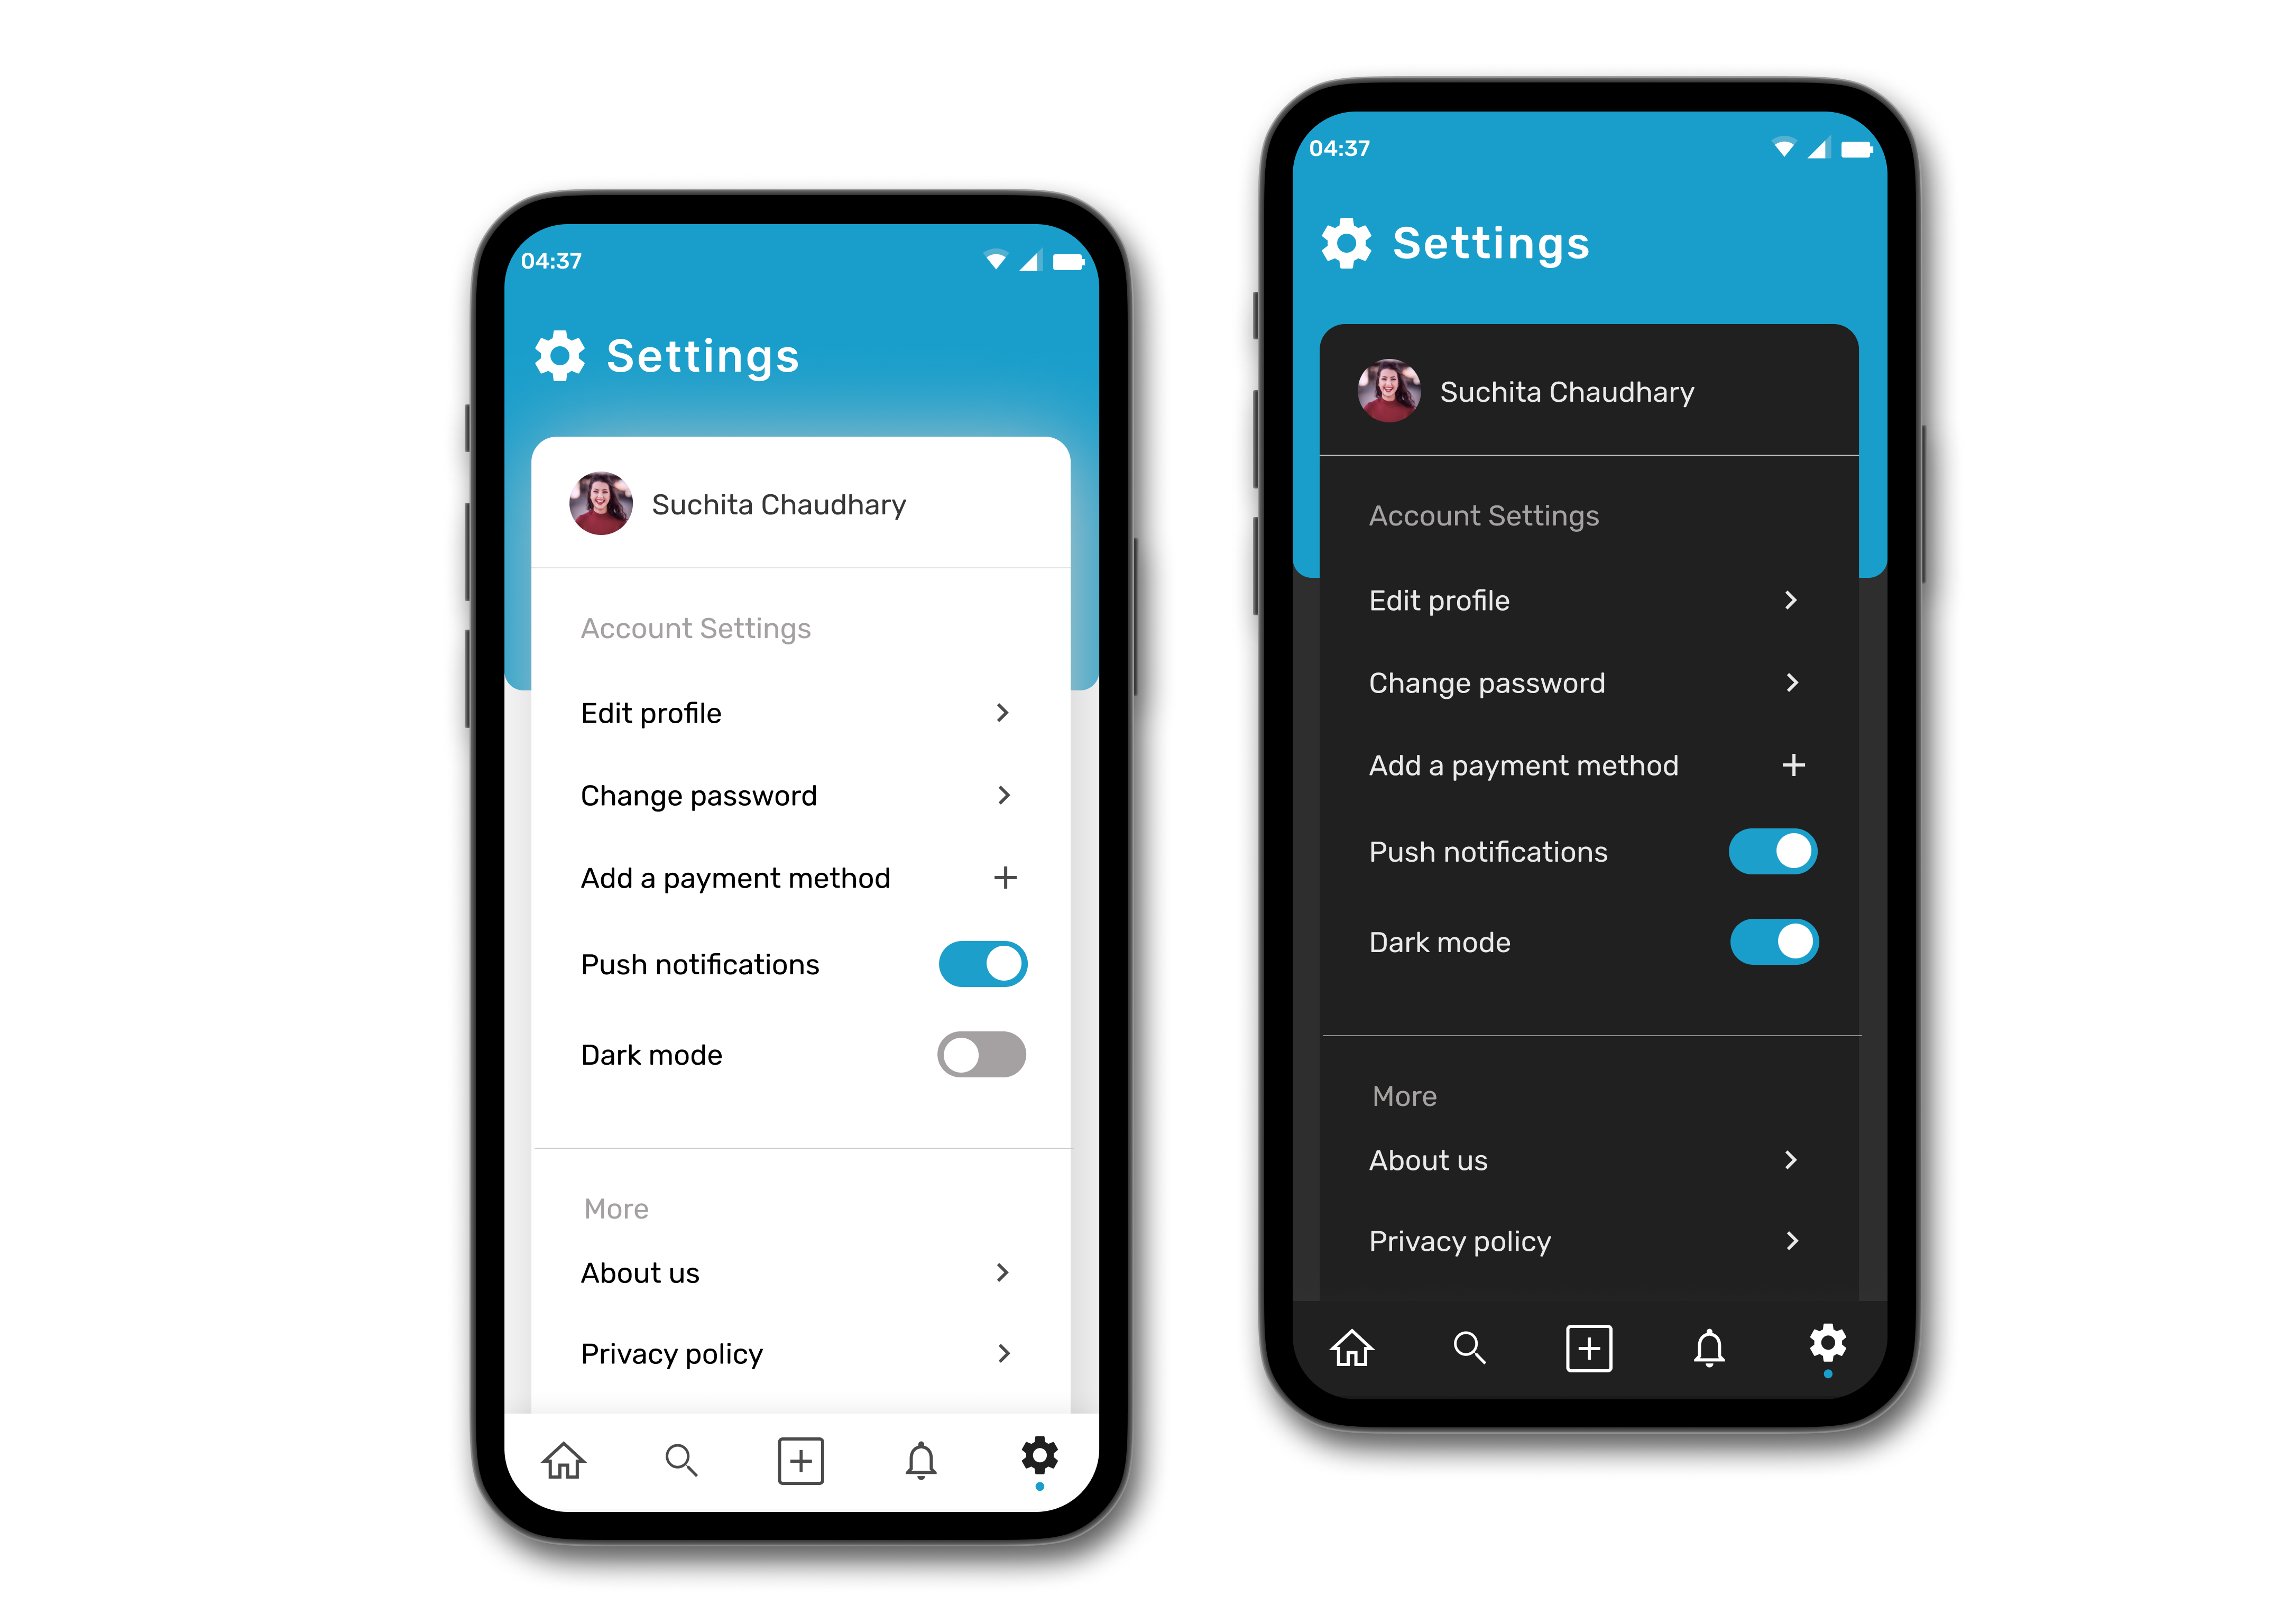 04:37
Settings
Suchita Chaudhary
Account Settings
Edit profile
Change password
Add a payment method
Push notifications
Dark mode
More
About us
Privacy policy
04:37
Settings
Suchita Chaudhary
Account Settings
Edit profile
Change password
Add a payment method
Push notifications
Dark mode
More
About us
Privacy policy